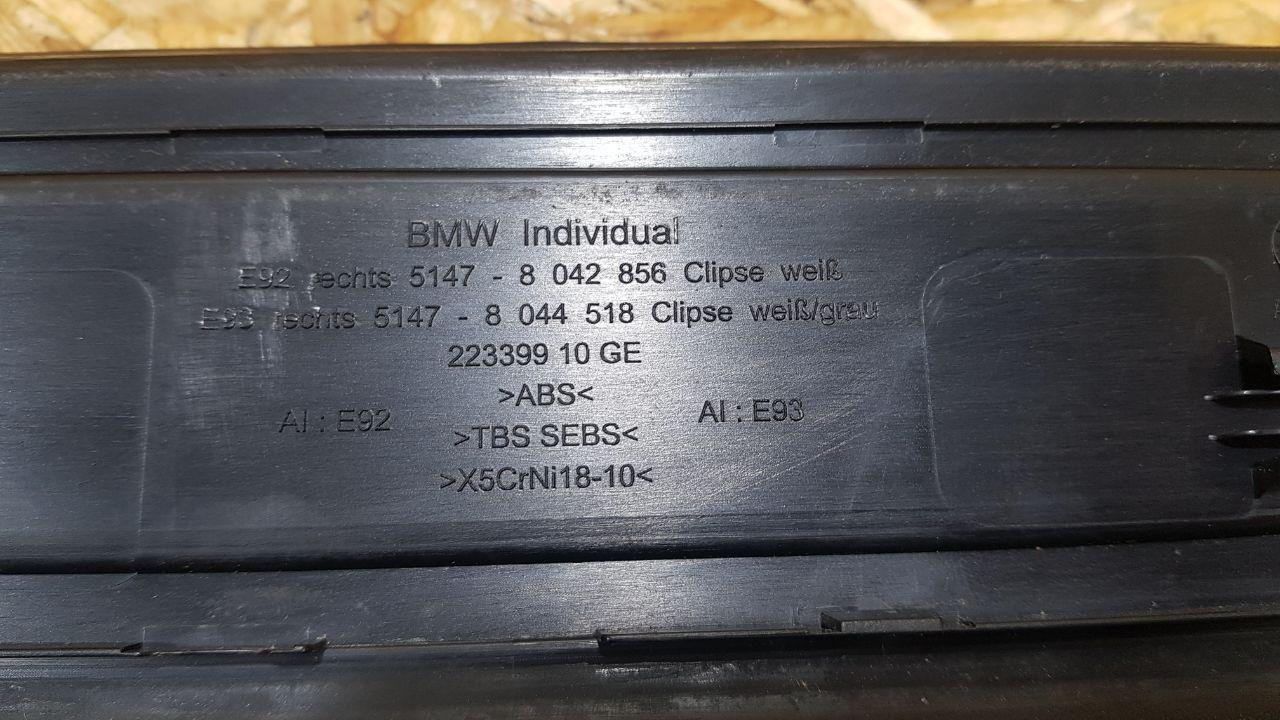 BMW Individual
E92 rechts 5147 - 8 042 856 Clipse weiß
E93 rechts 5147 - 8 044 518 Clipse weiß/grau
223399 10 GE
>ABS<
AI : E92
AI : E93
>TBS SEBS<
>X5CrNi18-10<